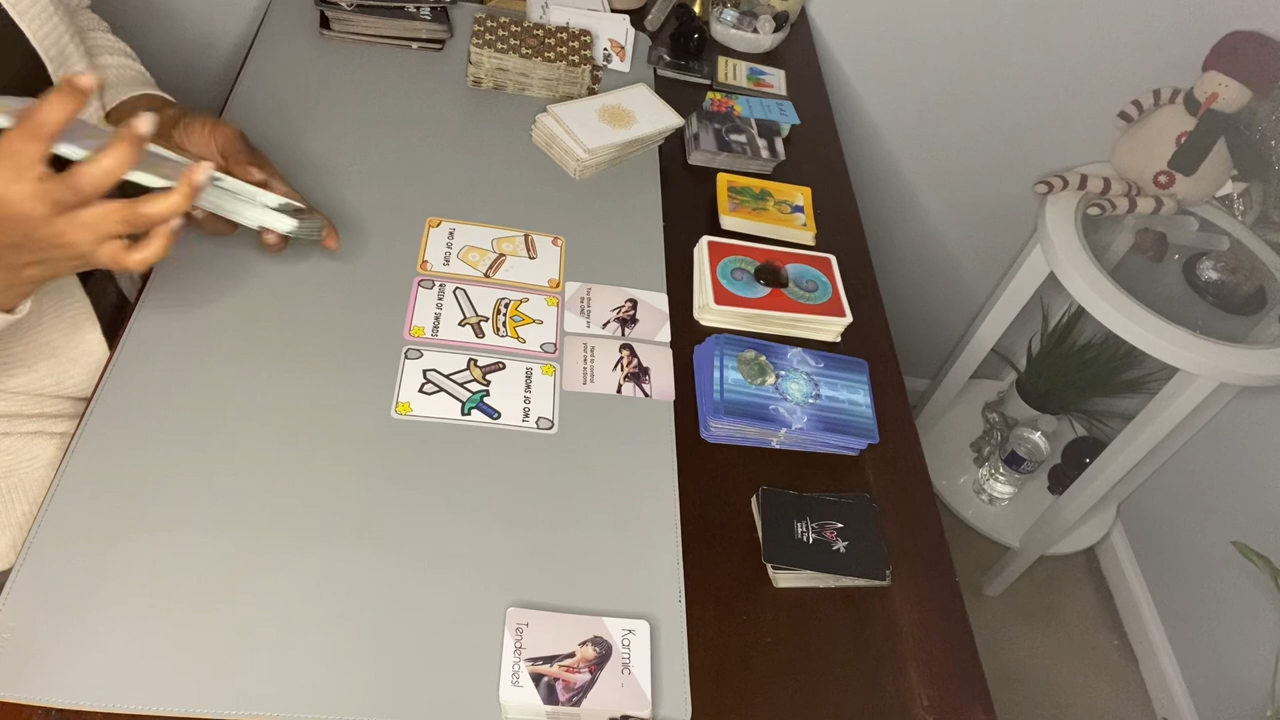 TWO OF CUPS
QUEEN OF SWORDS
TWO OF SWORDS
You think they are
the ONE!
Hard to control
your own actions
Karmic ..
Tendencies!